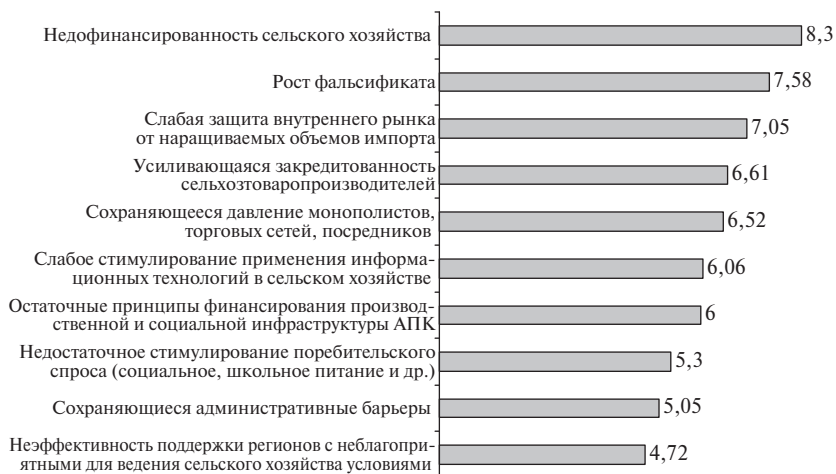 Недофинансированность сельского хозяйства
8,3
Рост фальсификата
7,58
Слабая защита внутреннего рынка
от наращиваемых объемов импорта
7,05
Усиливающаяся закредитованность
сельхозтоваропроизводителей
6,61
Сохраняющееся давление монополистов,
торговых сетей, посредников
6,52
Слабое стимулирование применения информа-
ционных технологий в сельском хозяйстве
6,06
Остаточные принципы финансирования производ-
ственной и социальной инфраструктуры АПК
6
Недостаточное стимулирование поребительского
спроса (социальное, школьное питание и др.)
5,3
Сохраняющиеся административные барьеры
5,05
Неэффективность поддержки регионов с неблагопри-
ятными для ведения сельского хозяйства условиями
4,72